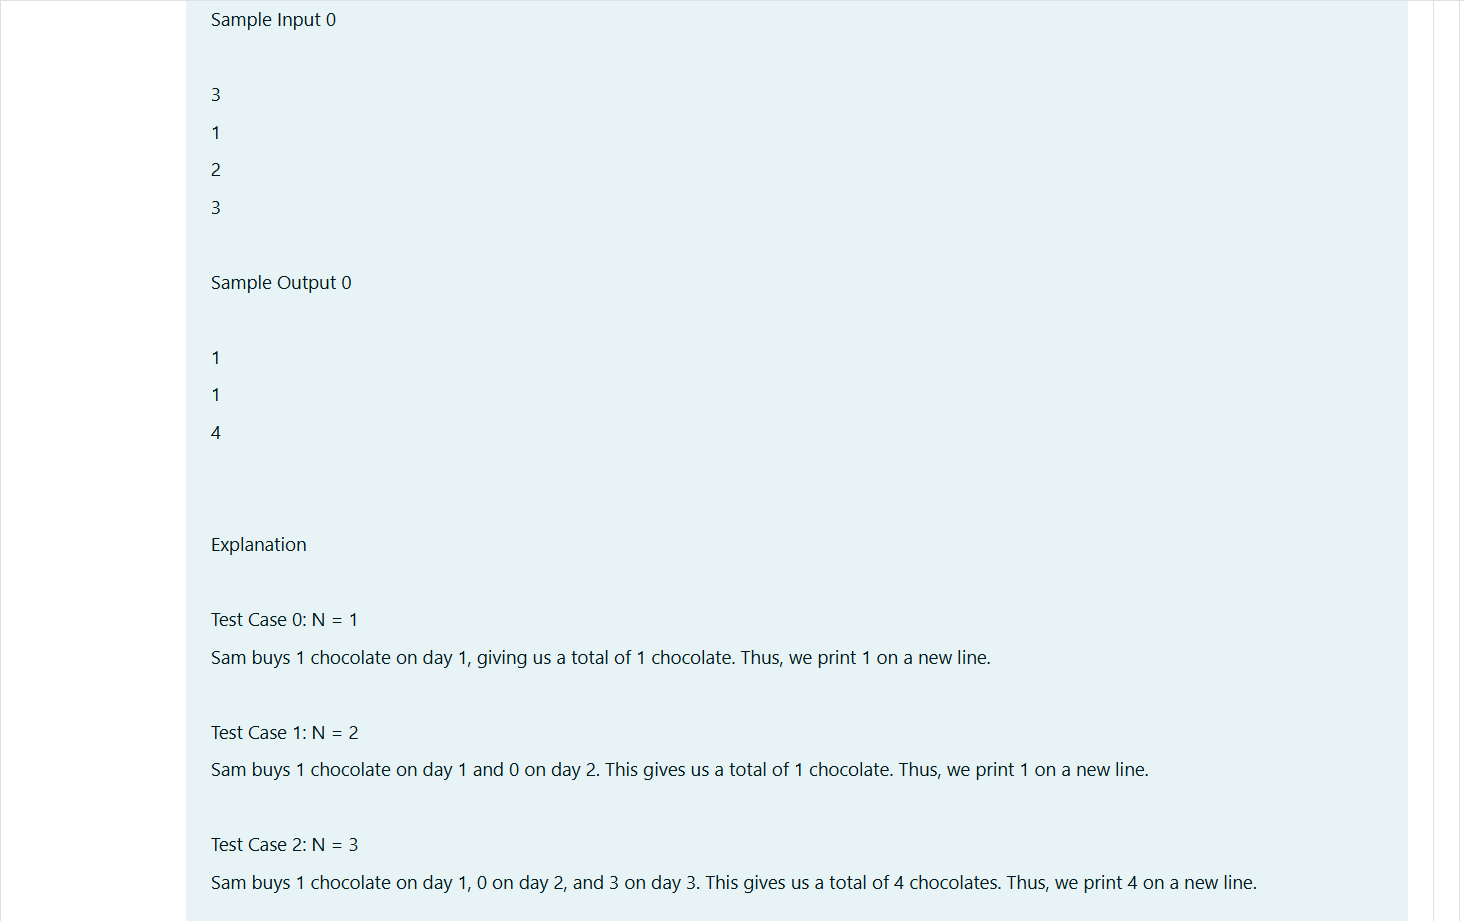 Sample Input 0
3
1
2
3
Sample Output 0
1
1
4
Explanation
Test Case 0: N = 1
Sam buys 1 chocolate on day 1, giving us a total of 1 chocolate. Thus, we print 1 on a new line.
Test Case 1: N = 2
Sam buys 1 chocolate on day 1 and 0 on day 2. This gives us a total of 1 chocolate. Thus, we print 1 on a new line.
Test Case 2: N = 3
Sam buys 1 chocolate on day 1, 0 on day 2, and 3 on day 3. This gives us a total of 4 chocolates. Thus, we print 4 on a new line.